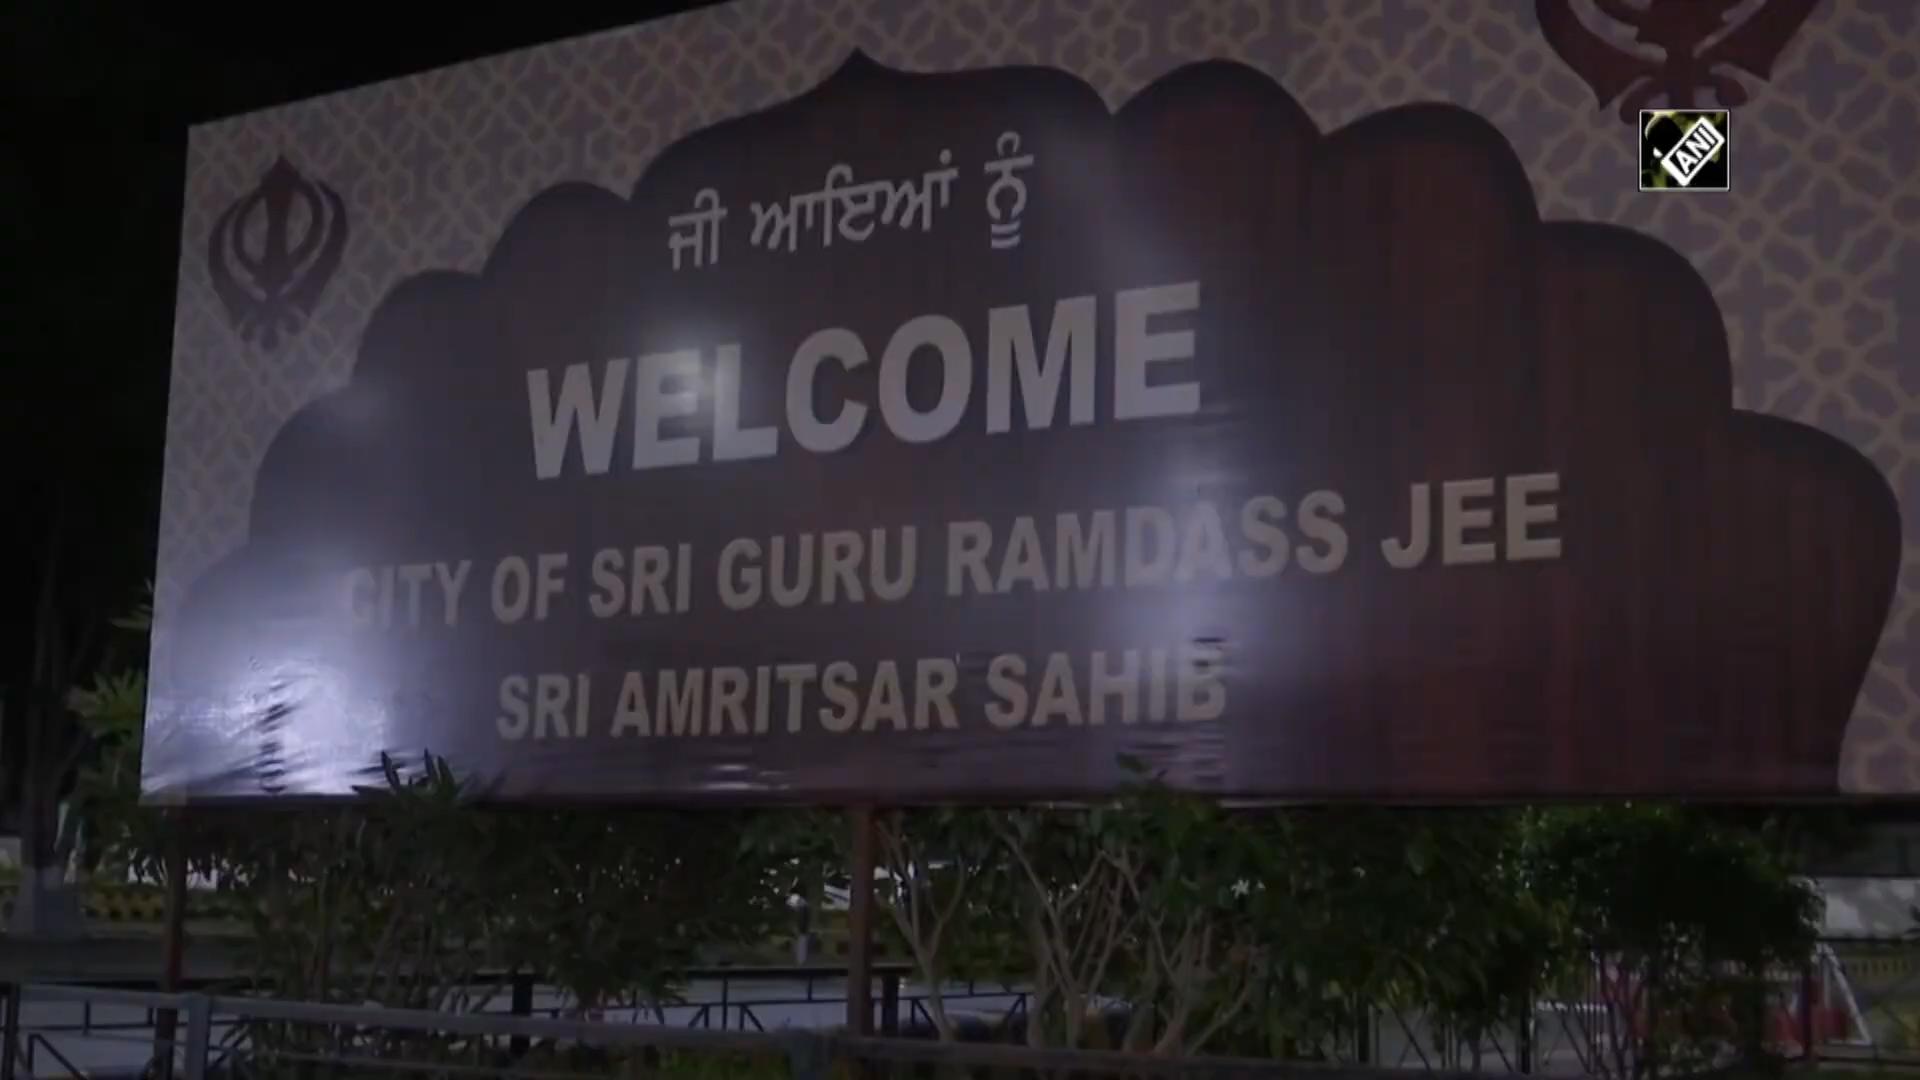 ANI
ਜੀ ਆਇਆਂ ਨੂੰ
WELCOME
CITY OF SRI GURU RAMDASS JEE
SRI AMRITSAR SAHIB